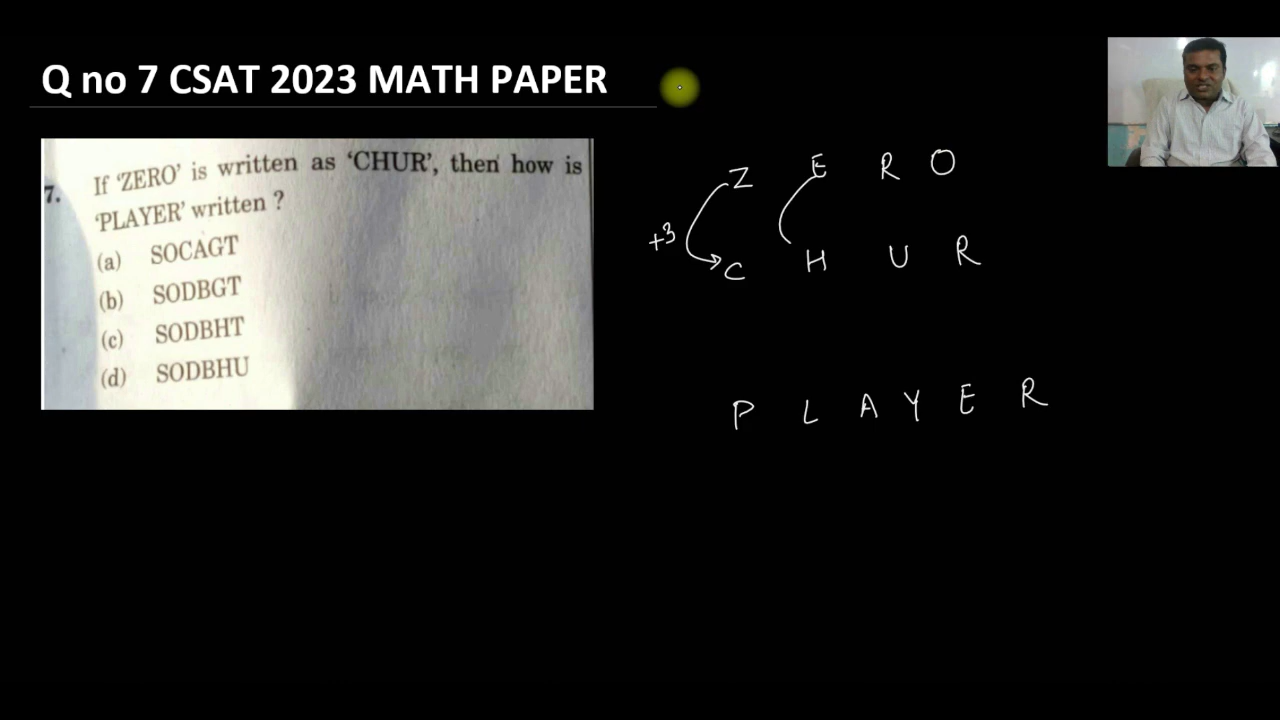 Q no 7 CSAT 2023 MATH PAPER
7. If ‘ZERO’ is written as ‘CHUR’, then how is
‘PLAYER’ written ?
(a) SOCAGT
(b) SODBGT
(c) SODBHT
(d) SODBHU
Z E R O
+3
C H U R
P L A Y E R